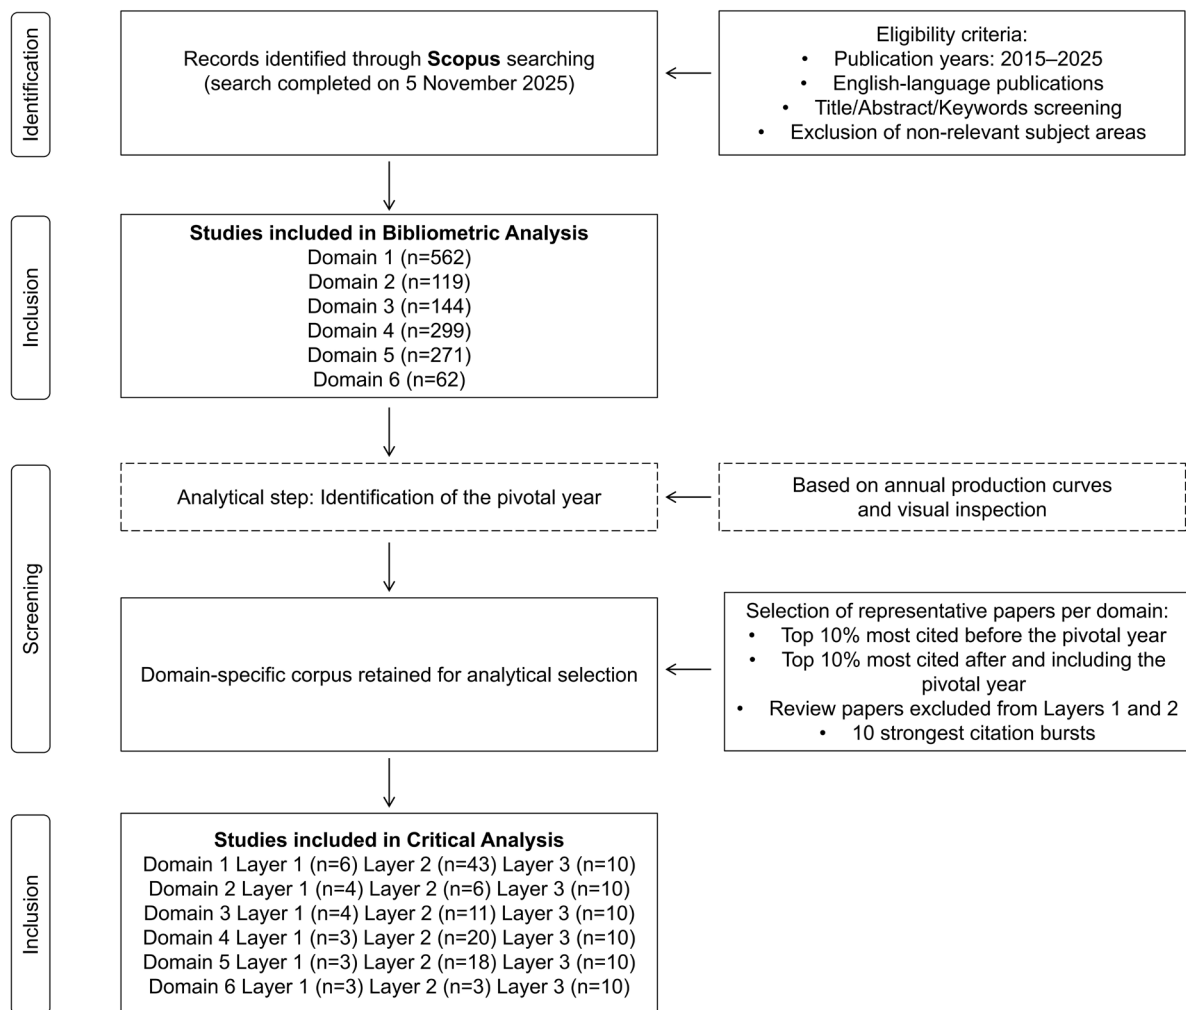 Identification
Records identified through Scopus searching
(search completed on 5 November 2025)
Eligibility criteria:
• Publication years: 2015–2025
• English-language publications
• Title/Abstract/Keywords screening
• Exclusion of non-relevant subject areas
Inclusion
Studies included in Bibliometric Analysis
Domain 1 (n=562)
Domain 2 (n=119)
Domain 3 (n=144)
Domain 4 (n=299)
Domain 5 (n=271)
Domain 6 (n=62)
Screening
Analytical step: Identification of the pivotal year
Based on annual production curves
and visual inspection
Domain-specific corpus retained for analytical selection
Selection of representative papers per domain:
• Top 10% most cited before the pivotal year
• Top 10% most cited after and including the
pivotal year
• Review papers excluded from Layers 1 and 2
• 10 strongest citation bursts
Inclusion
Studies included in Critical Analysis
Domain 1 Layer 1 (n=6) Layer 2 (n=43) Layer 3 (n=10)
Domain 2 Layer 1 (n=4) Layer 2 (n=6) Layer 3 (n=10)
Domain 3 Layer 1 (n=4) Layer 2 (n=11) Layer 3 (n=10)
Domain 4 Layer 1 (n=3) Layer 2 (n=20) Layer 3 (n=10)
Domain 5 Layer 1 (n=3) Layer 2 (n=18) Layer 3 (n=10)
Domain 6 Layer 1 (n=3) Layer 2 (n=3) Layer 3 (n=10)